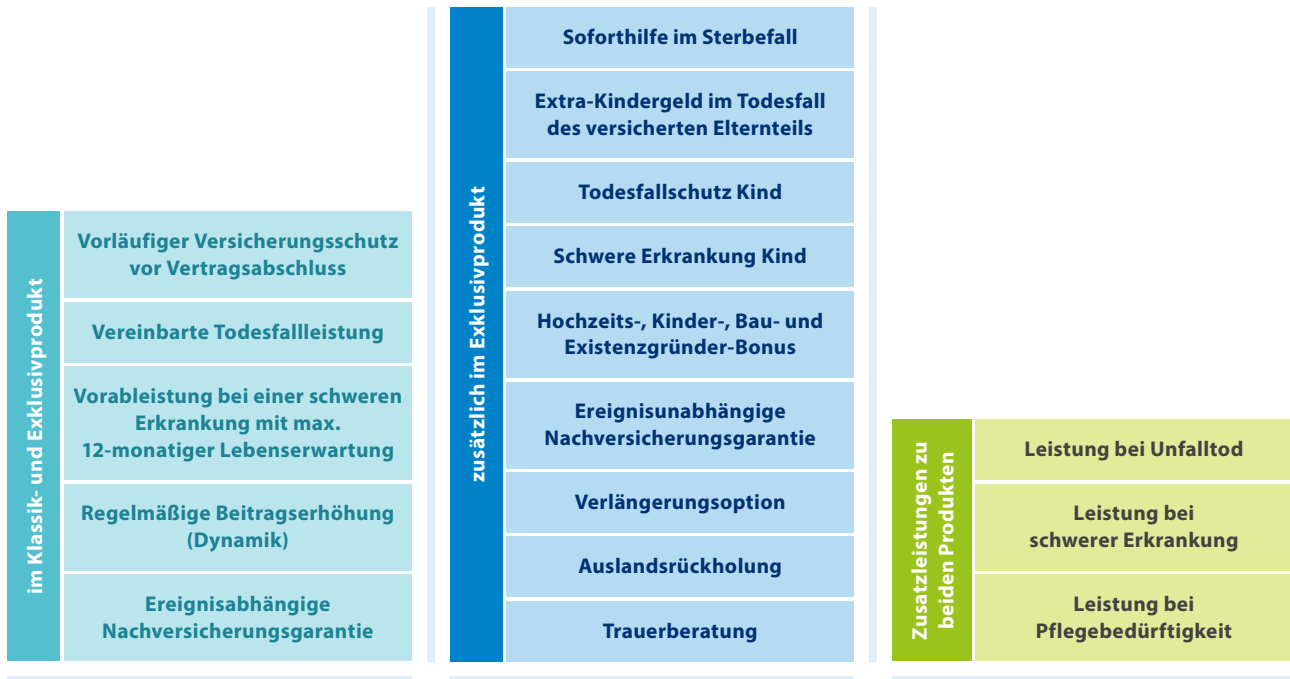 im Klassik- und Exklusivprodukt
Vorläufiger Versicherungsschutz
vor Vertragsabschluss
Vereinbarte Todesfallleistung
Vorableistung bei einer schweren
Erkrankung mit max.
12-monatiger Lebenserwartung
Regelmäßige Beitragserhöhung
(Dynamik)
Ereignisabhängige
Nachversicherungsgarantie
zusätzlich im Exklusivprodukt
Soforthilfe im Sterbefall
Extra-Kindergeld im Todesfall
des versicherten Elternteils
Todesfallschutz Kind
Schwere Erkrankung Kind
Hochzeits-, Kinder-, Bau- und
Existenzgründer-Bonus
Ereignisunabhängige
Nachversicherungsgarantie
Verlängerungsoption
Auslandsrückholung
Trauerberatung
Zusatzleistungen zu
beiden Produkten
Leistung bei Unfalltod
Leistung bei
schwerer Erkrankung
Leistung bei
Pflegebedürftigkeit